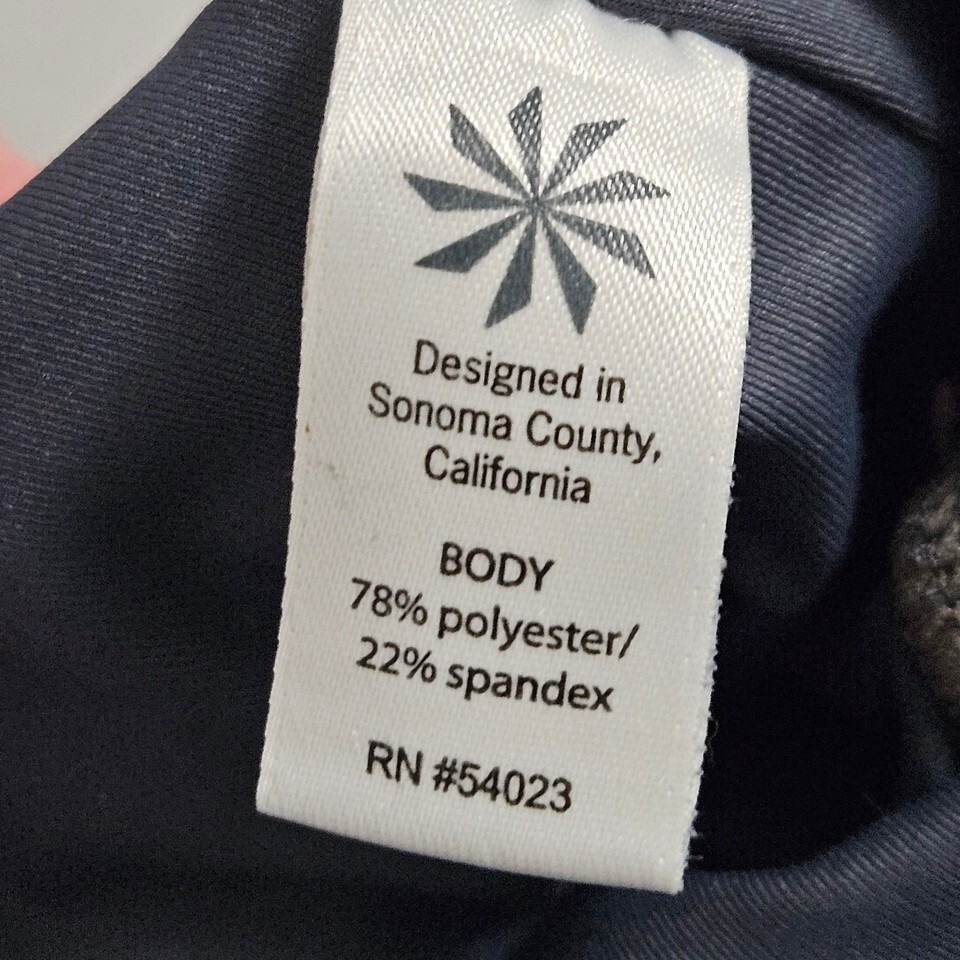 Designed in
Sonoma County,
California
BODY
78% polyester/
22% spandex
RN #54023